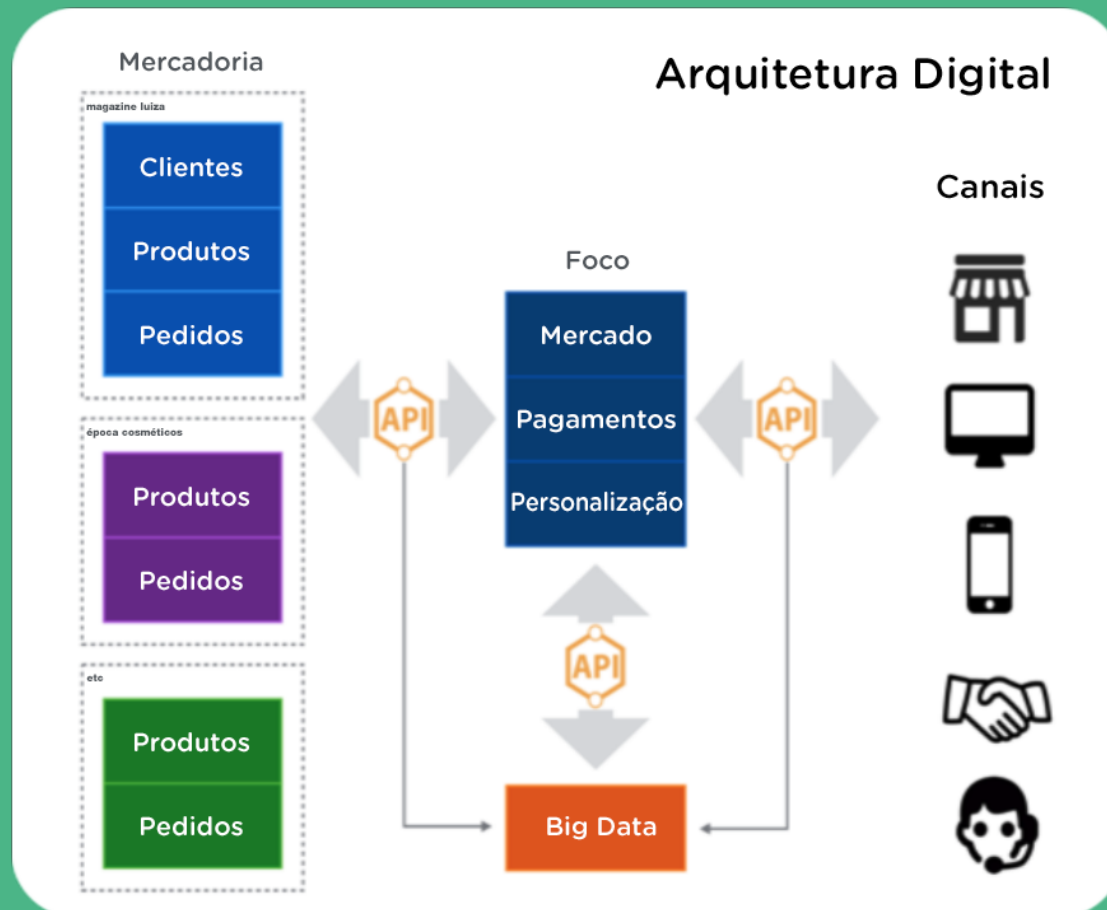 Arquitetura Digital
Mercadoria
magazine luiza
Clientes
Produtos
Pedidos
época cosméticos
Produtos
Pedidos
etc
Produtos
Pedidos
API
Foco
Mercado
Pagamentos
Personalização
API
Big Data
API
Canais